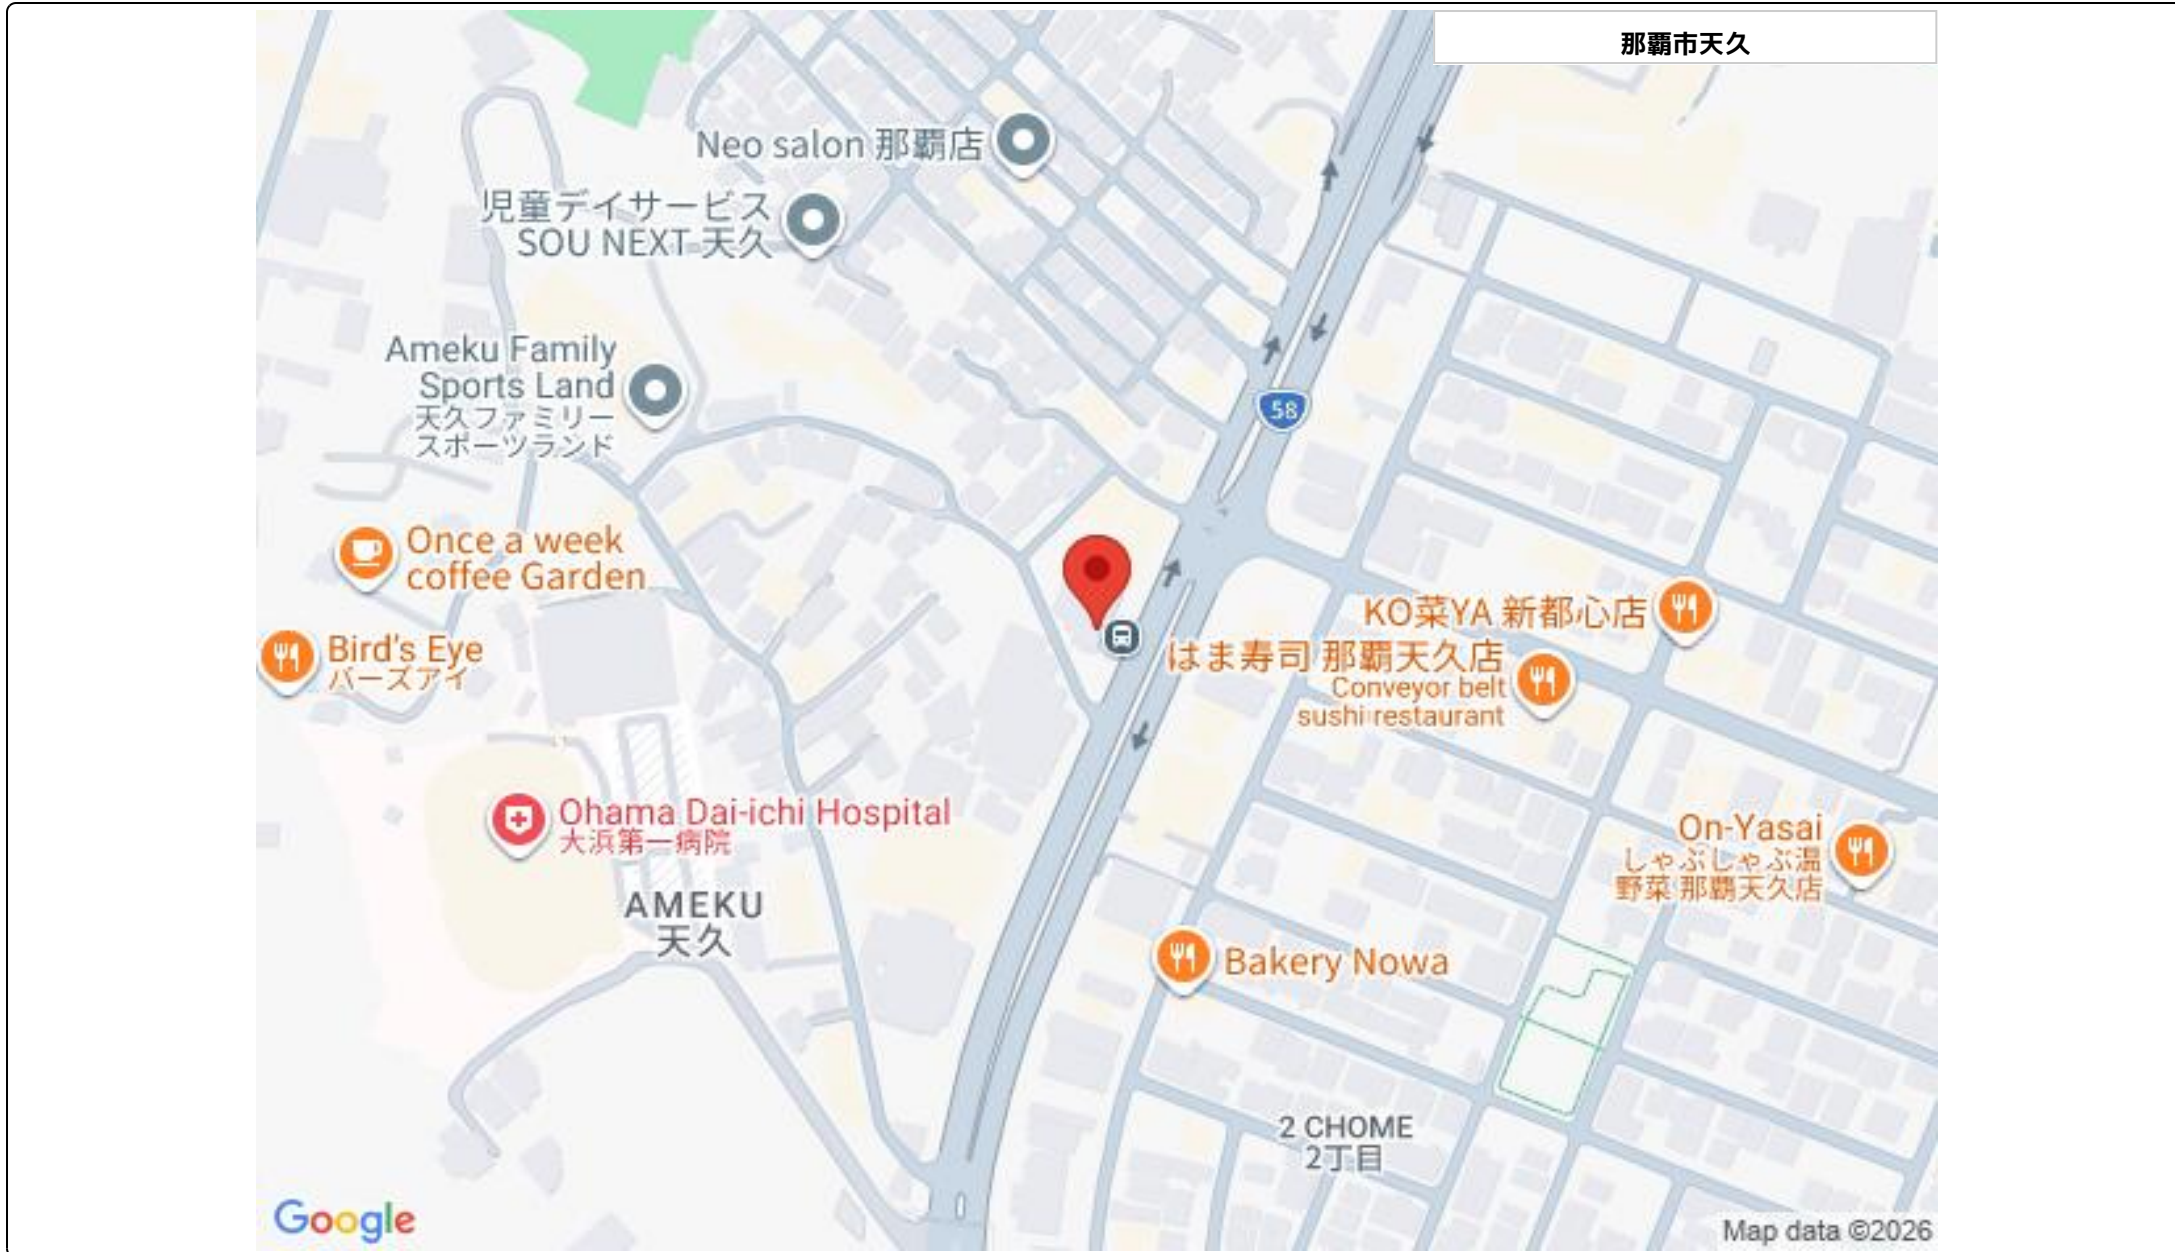 那覇市天久
Neo salon 那覇店
児童デイサービス
SOU NEXT 天久
Ameku Family
Sports Land
天久ファミリー
スポーツランド
58
Once a week
coffee Garden
Bird's Eye
バーズアイ
KO菜YA 新都心店
はま寿司 那覇天久店
Conveyor belt
sushi restaurant
Ohama Dai-ichi Hospital
大浜第一病院
On-Yasai
しゃぶしゃぶ温
野菜 那覇天久店
AMEKU
天久
Bakery Nowa
2 CHOME
2丁目
Google
Map data ©2026